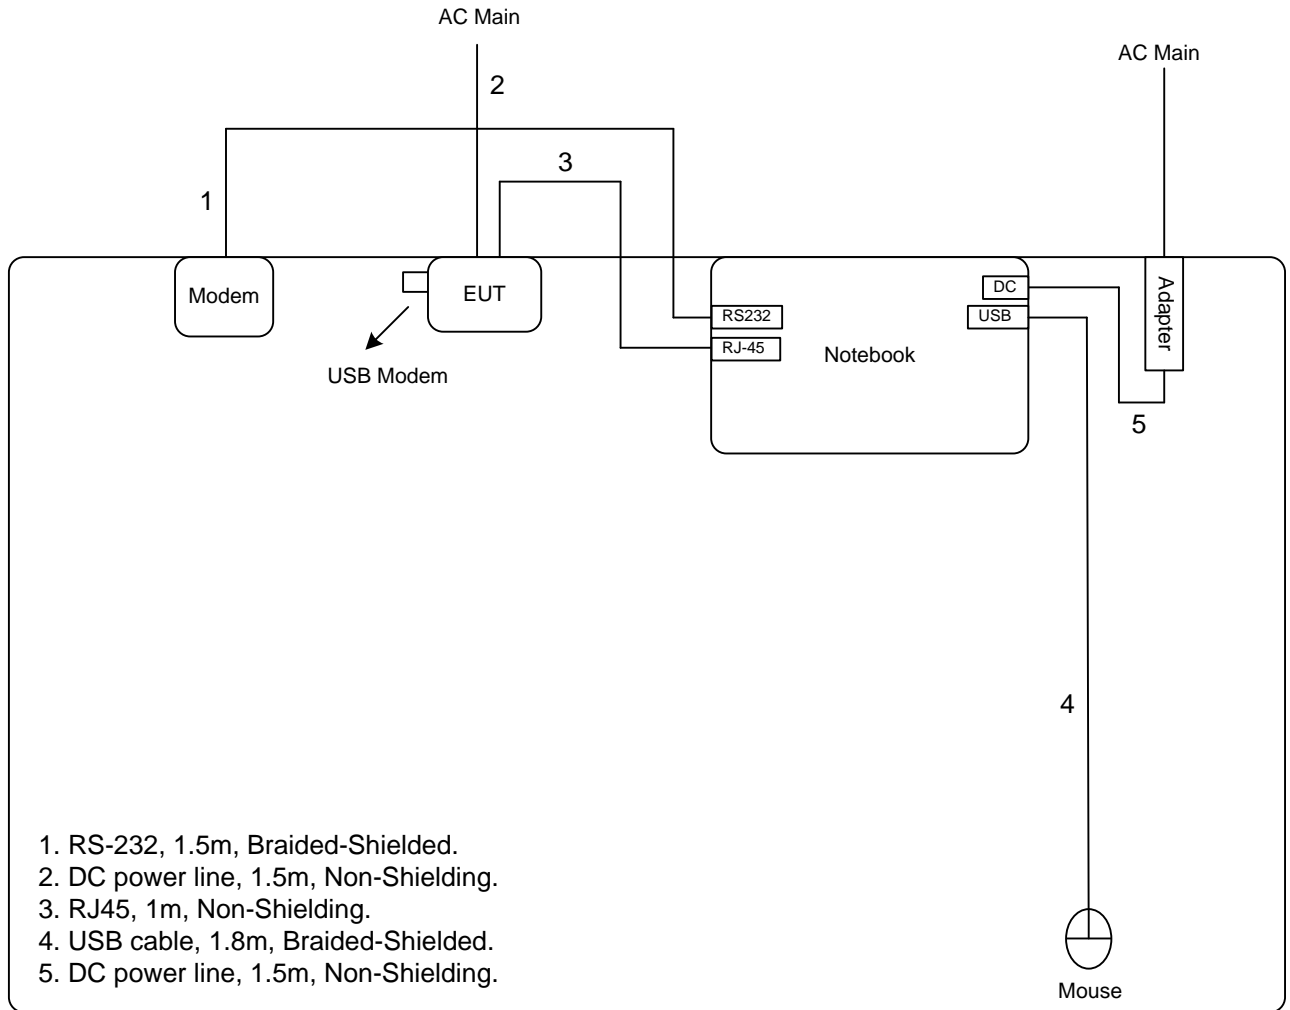 AC Main
AC Main
2
3
1
Modem
EUT
DC
Adapter
RS232
USB
RJ-45
Notebook
USB Modem
5
4
1. RS-232, 1.5m, Braided-Shielded.
2. DC power line, 1.5m, Non-Shielding.
3. RJ45, 1m, Non-Shielding.
4. USB cable, 1.8m, Braided-Shielded.
5. DC power line, 1.5m, Non-Shielding.
Mouse